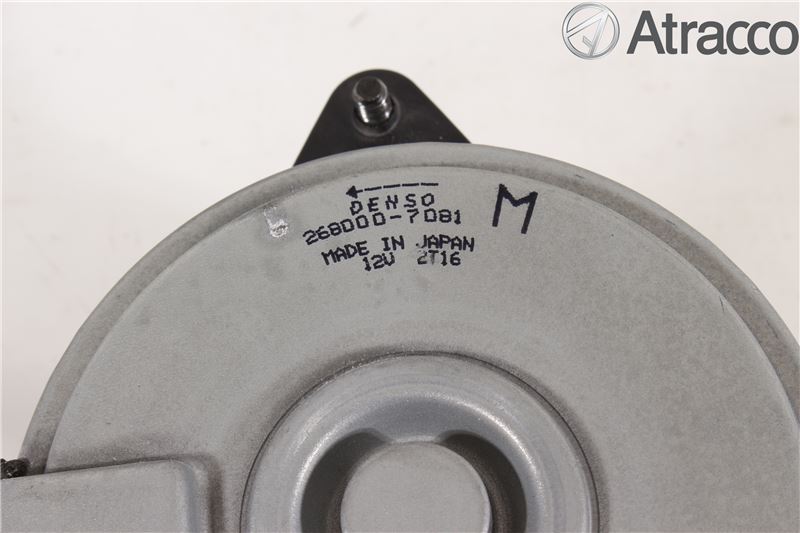 Atracco
DENSO
268000-7081
M
MADE IN JAPAN
12V 2T16